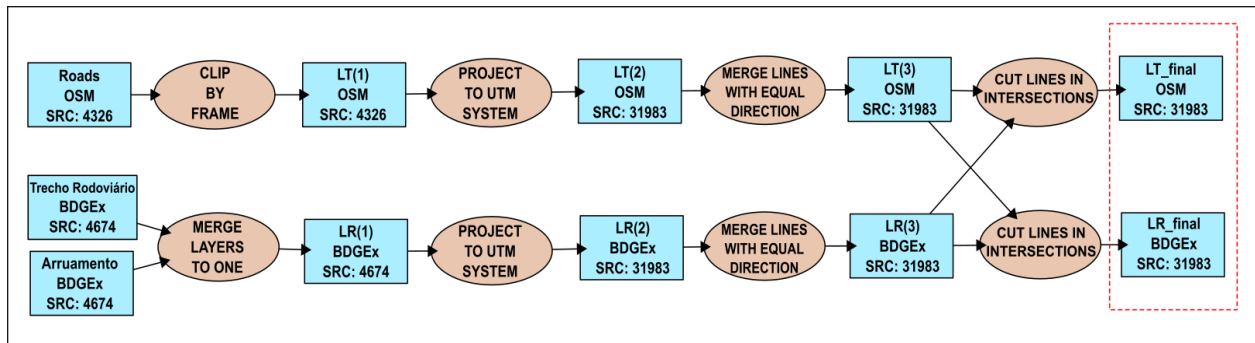 Roads
OSM
SRC: 4326
CLIP
BY
FRAME
LT(1)
OSM
SRC: 4326
PROJECT
TO UTM
SYSTEM
LT(2)
OSM
SRC: 31983
MERGE LINES
WITH EQUAL
DIRECTION
LT(3)
OSM
SRC: 31983
CUT LINES IN
INTERSECTIONS
LT_final
OSM
SRC: 31983
Trecho Rodoviário
BDGEx
SRC: 4674
Arruamento
BDGEx
SRC: 4674
MERGE
LAYERS
TO ONE
LR(1)
BDGEx
SRC: 4674
PROJECT
TO UTM
SYSTEM
LR(2)
BDGEx
SRC: 31983
MERGE LINES
WITH EQUAL
DIRECTION
LR(3)
BDGEx
SRC: 31983
CUT LINES IN
INTERSECTIONS
LR_final
BDGEx
SRC: 31983